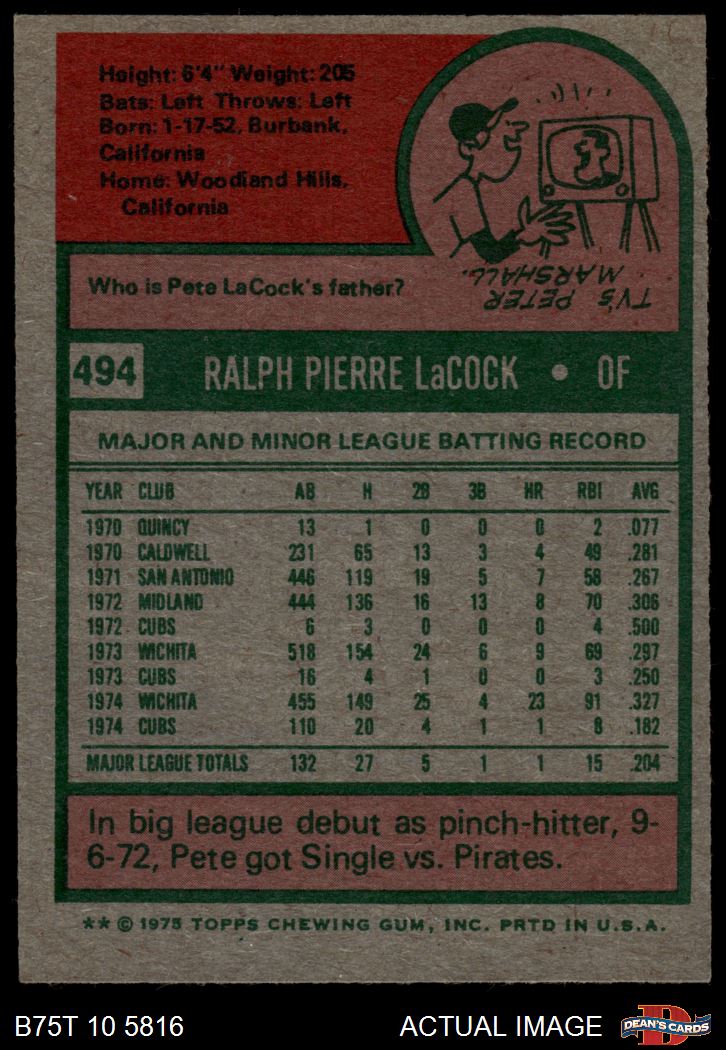 Height: 6'4" Weight: 205
Bats: Left Throws: Left
Born: 1-17-52, Burbank,
California
Home: Woodland Hills,
California
Who is Pete LaCock's father?
TV'S PETER
MARSHALL.
494 RALPH PIERRE LaCOCK • OF
MAJOR AND MINOR LEAGUE BATTING RECORD
YEAR CLUB AB H 2B 3B HR RBI AVG
1970 QUINCY 13 1 0 0 0 2 .077
1970 CALDWELL 231 65 13 3 4 49 .281
1971 SAN ANTONIO 446 119 19 5 7 58 .267
1972 MIDLAND 444 136 16 13 8 70 .306
1972 CUBS 6 3 0 0 0 4 .500
1973 WICHITA 518 154 24 6 9 69 .297
1973 CUBS 16 4 1 0 0 3 .250
1974 WICHITA 455 149 25 4 23 91 .327
1974 CUBS 110 20 4 1 1 8 .182
MAJOR LEAGUE TOTALS 132 27 5 1 1 15 .204
In big league debut as pinch-hitter, 9-
6-72, Pete got Single vs. Pirates.
** © 1975 TOPPS CHEWING GUM, INC. PRTD IN U.S.A.
B75T 10 5816 ACTUAL IMAGE
D
DEAN'S CARDS